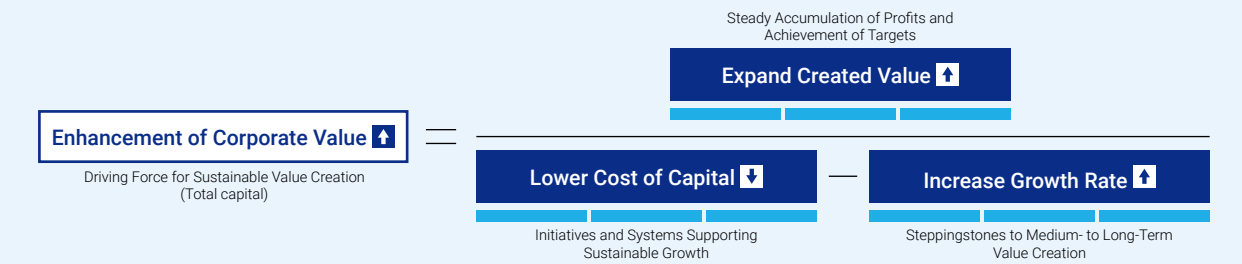 Steady Accumulation of Profits and
Achievement of Targets
Expand Created Value
Enhancement of Corporate Value
Driving Force for Sustainable Value Creation
(Total capital)
Lower Cost of Capital
Increase Growth Rate
Initiatives and Systems Supporting
Sustainable Growth
Steppingstones to Medium- to Long-Term
Value Creation